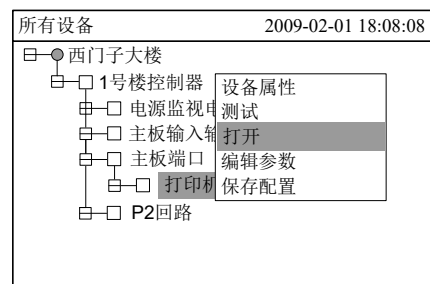 所有设备 2009-02-01 18:08:08
西门子大楼
1号楼控制器
设备属性
电源监视
测试
主板输入
打开
主板端口
编辑参数
打印机
保存配置
P2回路